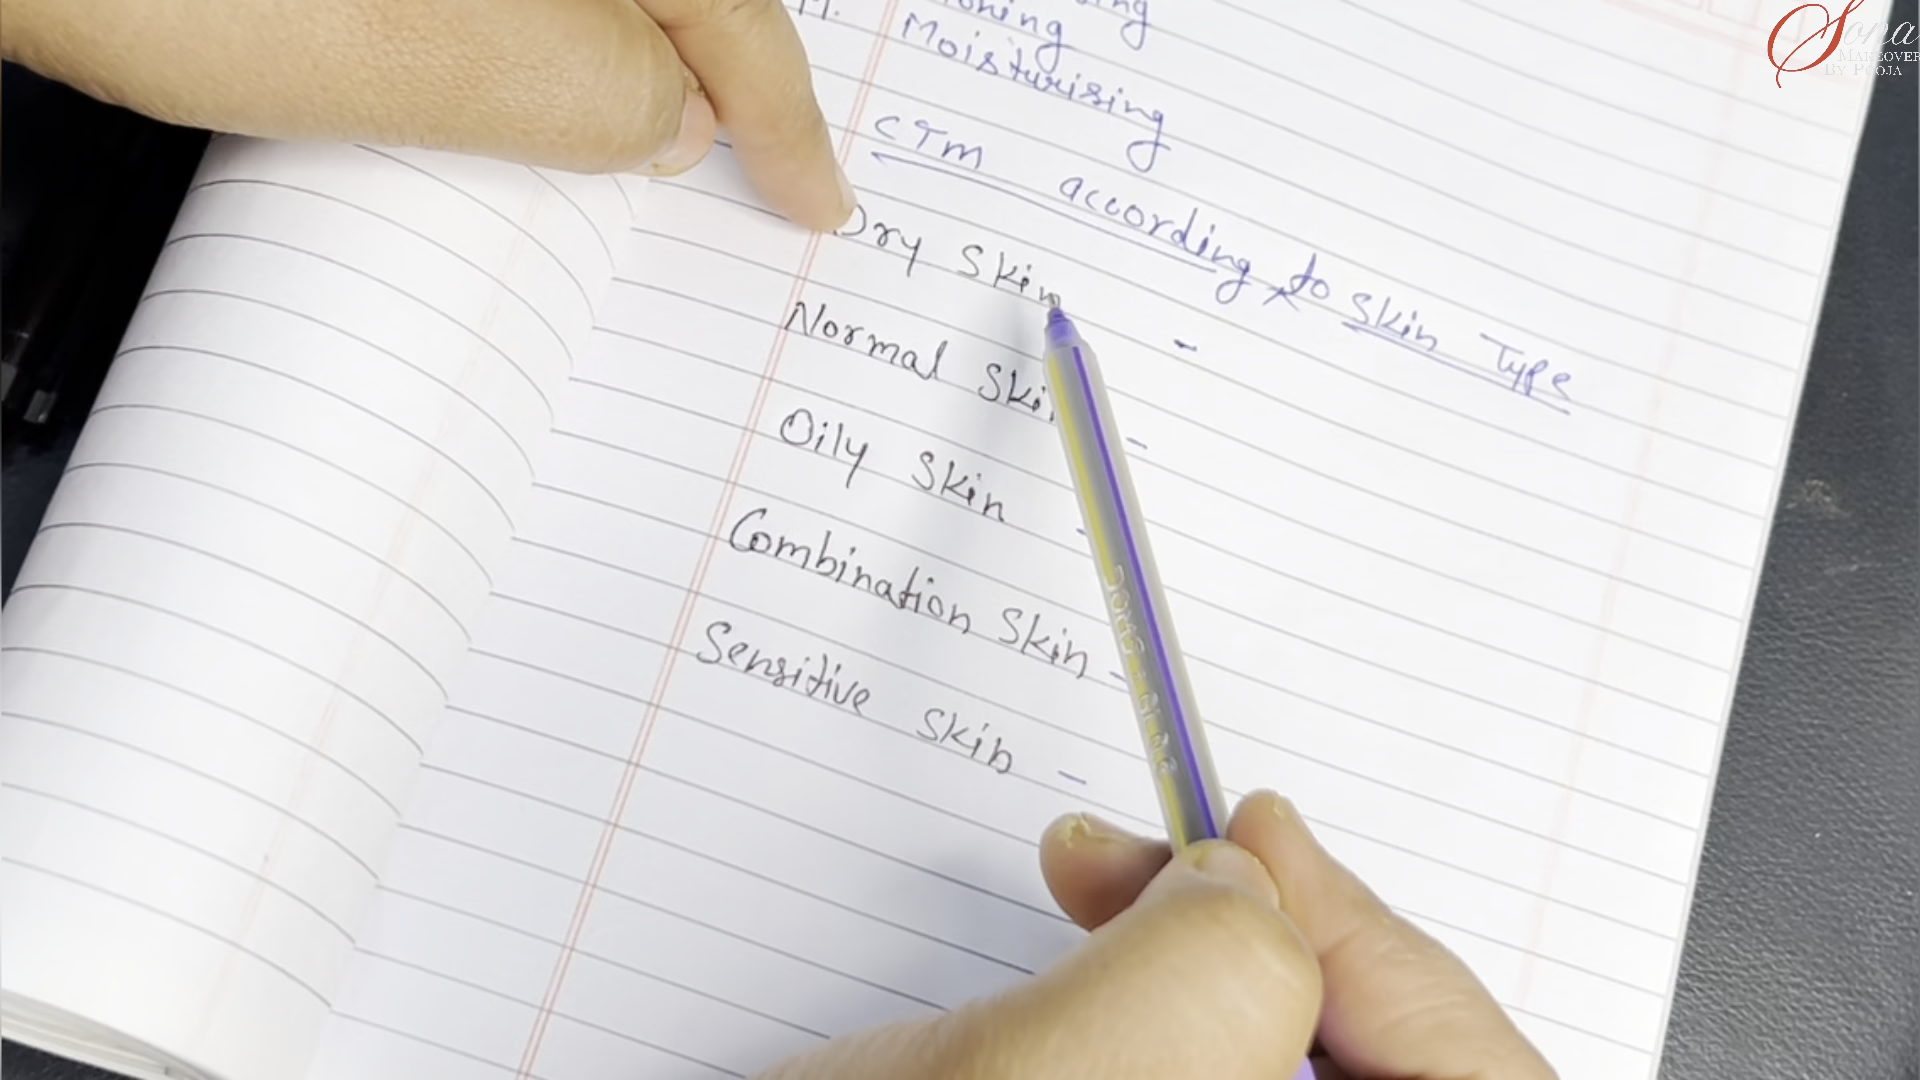 M. Moisturising
CTM according to Skin Type
Dry Skin -
Normal Skin -
Oily Skin -
Combination Skin -
Sensitive Skin -
Sona
MAKEOVER
BY POOJA